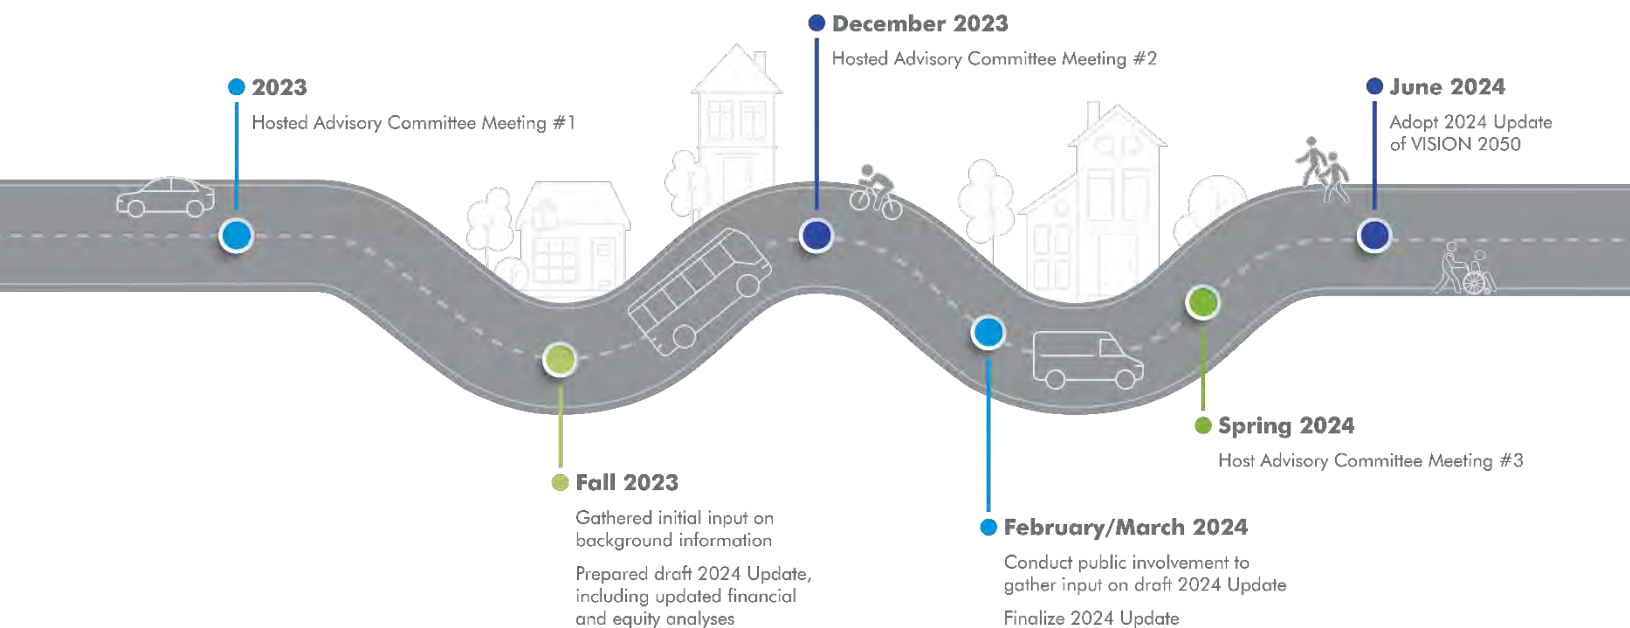 2023
Hosted Advisory Committee Meeting #1
Fall 2023
Gathered initial input on
background information
Prepared draft 2024 Update,
including updated financial
and equity analyses
December 2023
Hosted Advisory Committee Meeting #2
February/March 2024
Conduct public involvement to
gather input on draft 2024 Update
Finalize 2024 Update
Spring 2024
Host Advisory Committee Meeting #3
June 2024
Adopt 2024 Update
of VISION 2050